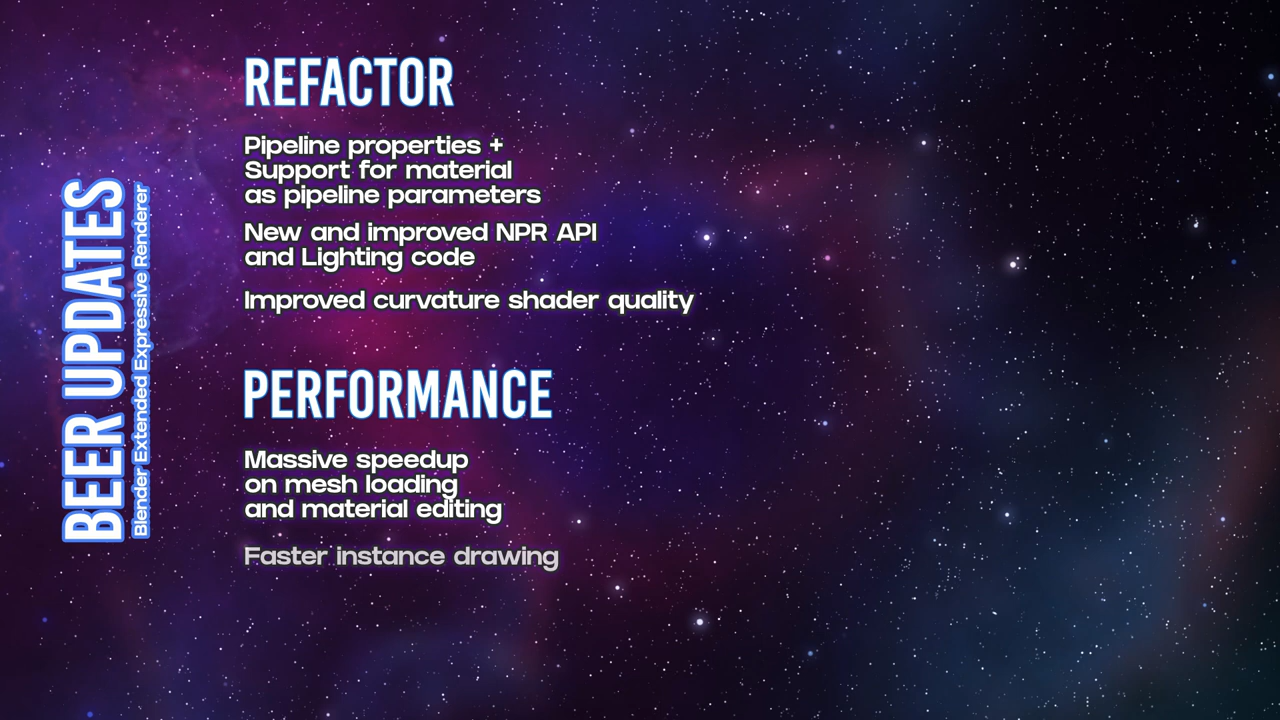 BEER UPDATES
Blender Extended Expressive Renderer
REFACTOR
Pipeline properties +
Support for material
as pipeline parameters
New and improved NPR API
and Lighting code
Improved curvature shader quality
PERFORMANCE
Massive speedup
on mesh loading
and material editing
Faster instance drawing